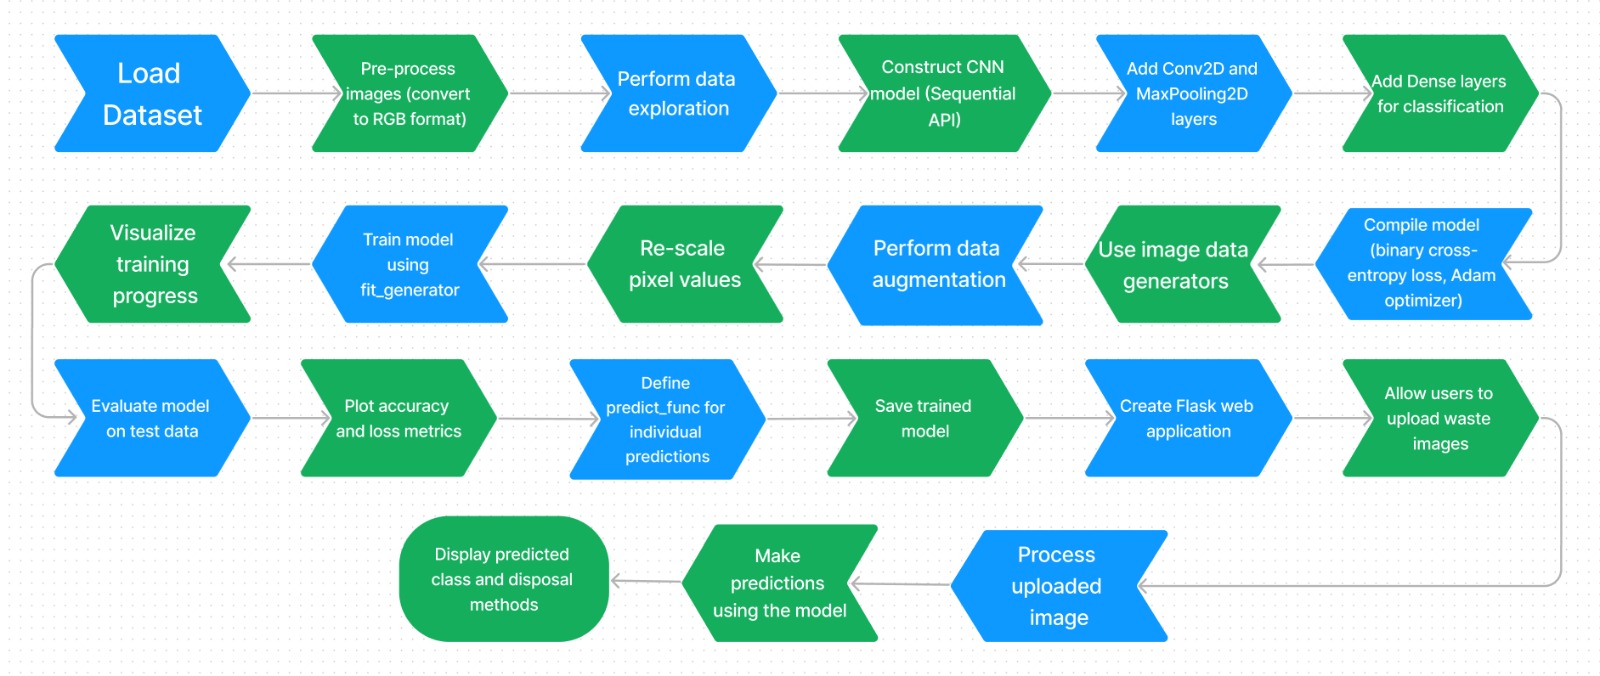 Load
Dataset
Pre-process
images (convert
to RGB format)
Perform data
exploration
Construct CNN
model (Sequential
API)
Add Conv2D and
MaxPooling2D
layers
Add Dense layers
for classification
Compile model
(binary cross-
entropy loss, Adam
optimizer)
Use image data
generators
Perform data
augmentation
Re-scale
pixel values
Train model
using
fit_generator
Visualize
training
progress
Evaluate model
on test data
Plot accuracy
and loss metrics
Define
predict_func for
individual
predictions
Save trained
model
Create Flask web
application
Allow users to
upload waste
images
Process
uploaded
image
Make
predictions
using the model
Display predicted
class and disposal
methods